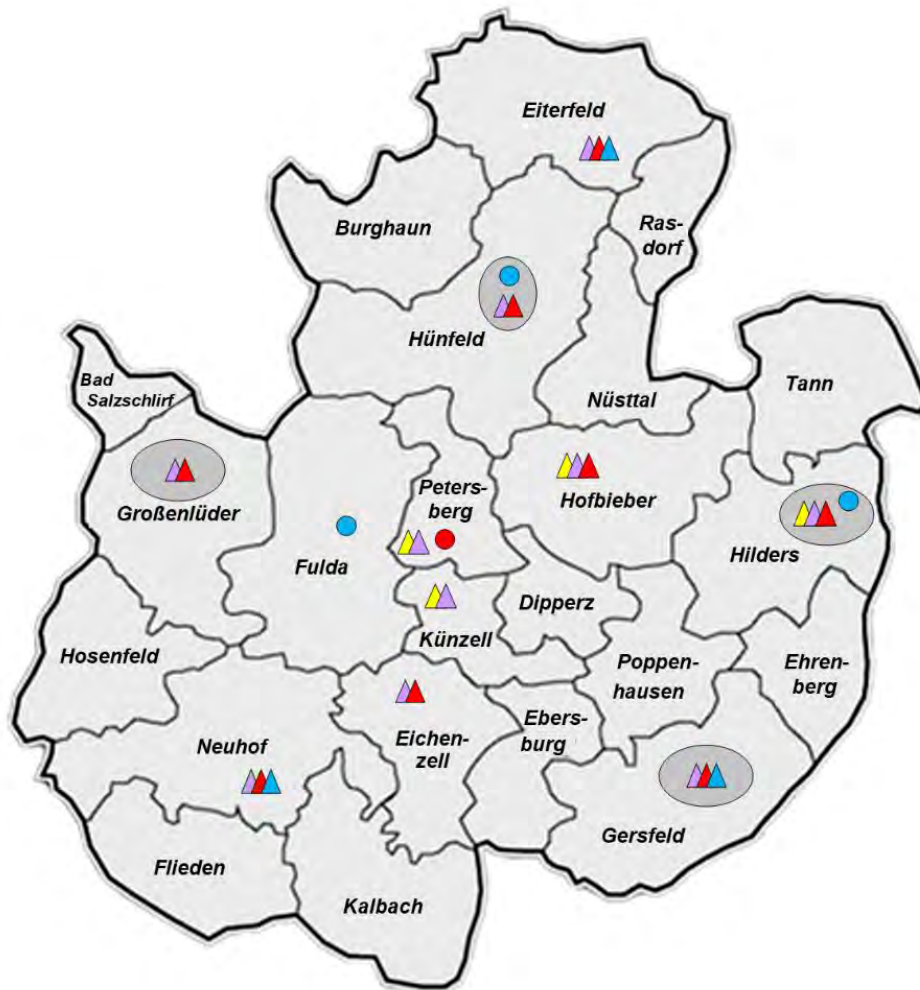 Eiterfeld
Burghaun
Ras-
dorf
Hünfeld
Bad
Salzschlirf
Nüsttal
Tann
Großenlüder
Peters-
berg
Hofbieber
Fulda
Hilders
Dipperz
Künzell
Hosenfeld
Poppen-
hausen
Ehren-
berg
Neuhof
Eichen-
zell
Ebers-
burg
Gersfeld
Flieden
Kalbach